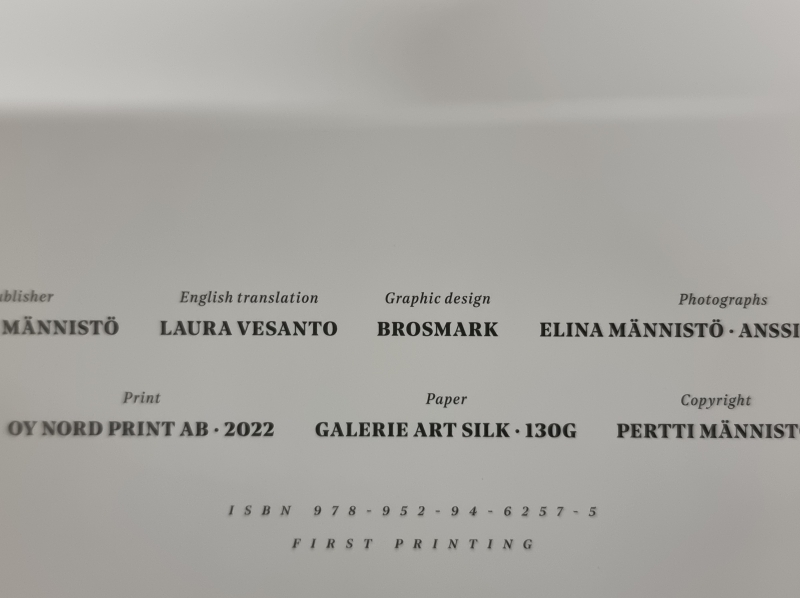 ublisher English translation Graphic design Photographs
MÄNNISTÖ LAURA VESANTO BROSMARK ELINA MÄNNISTÖ · ANSSI
Print Paper Copyright
OY NORD PRINT AB · 2022 GALERIE ART SILK · 130G PERTTI MÄNNIST
ISBN 978-952-94-6257-5
FIRST PRINTING